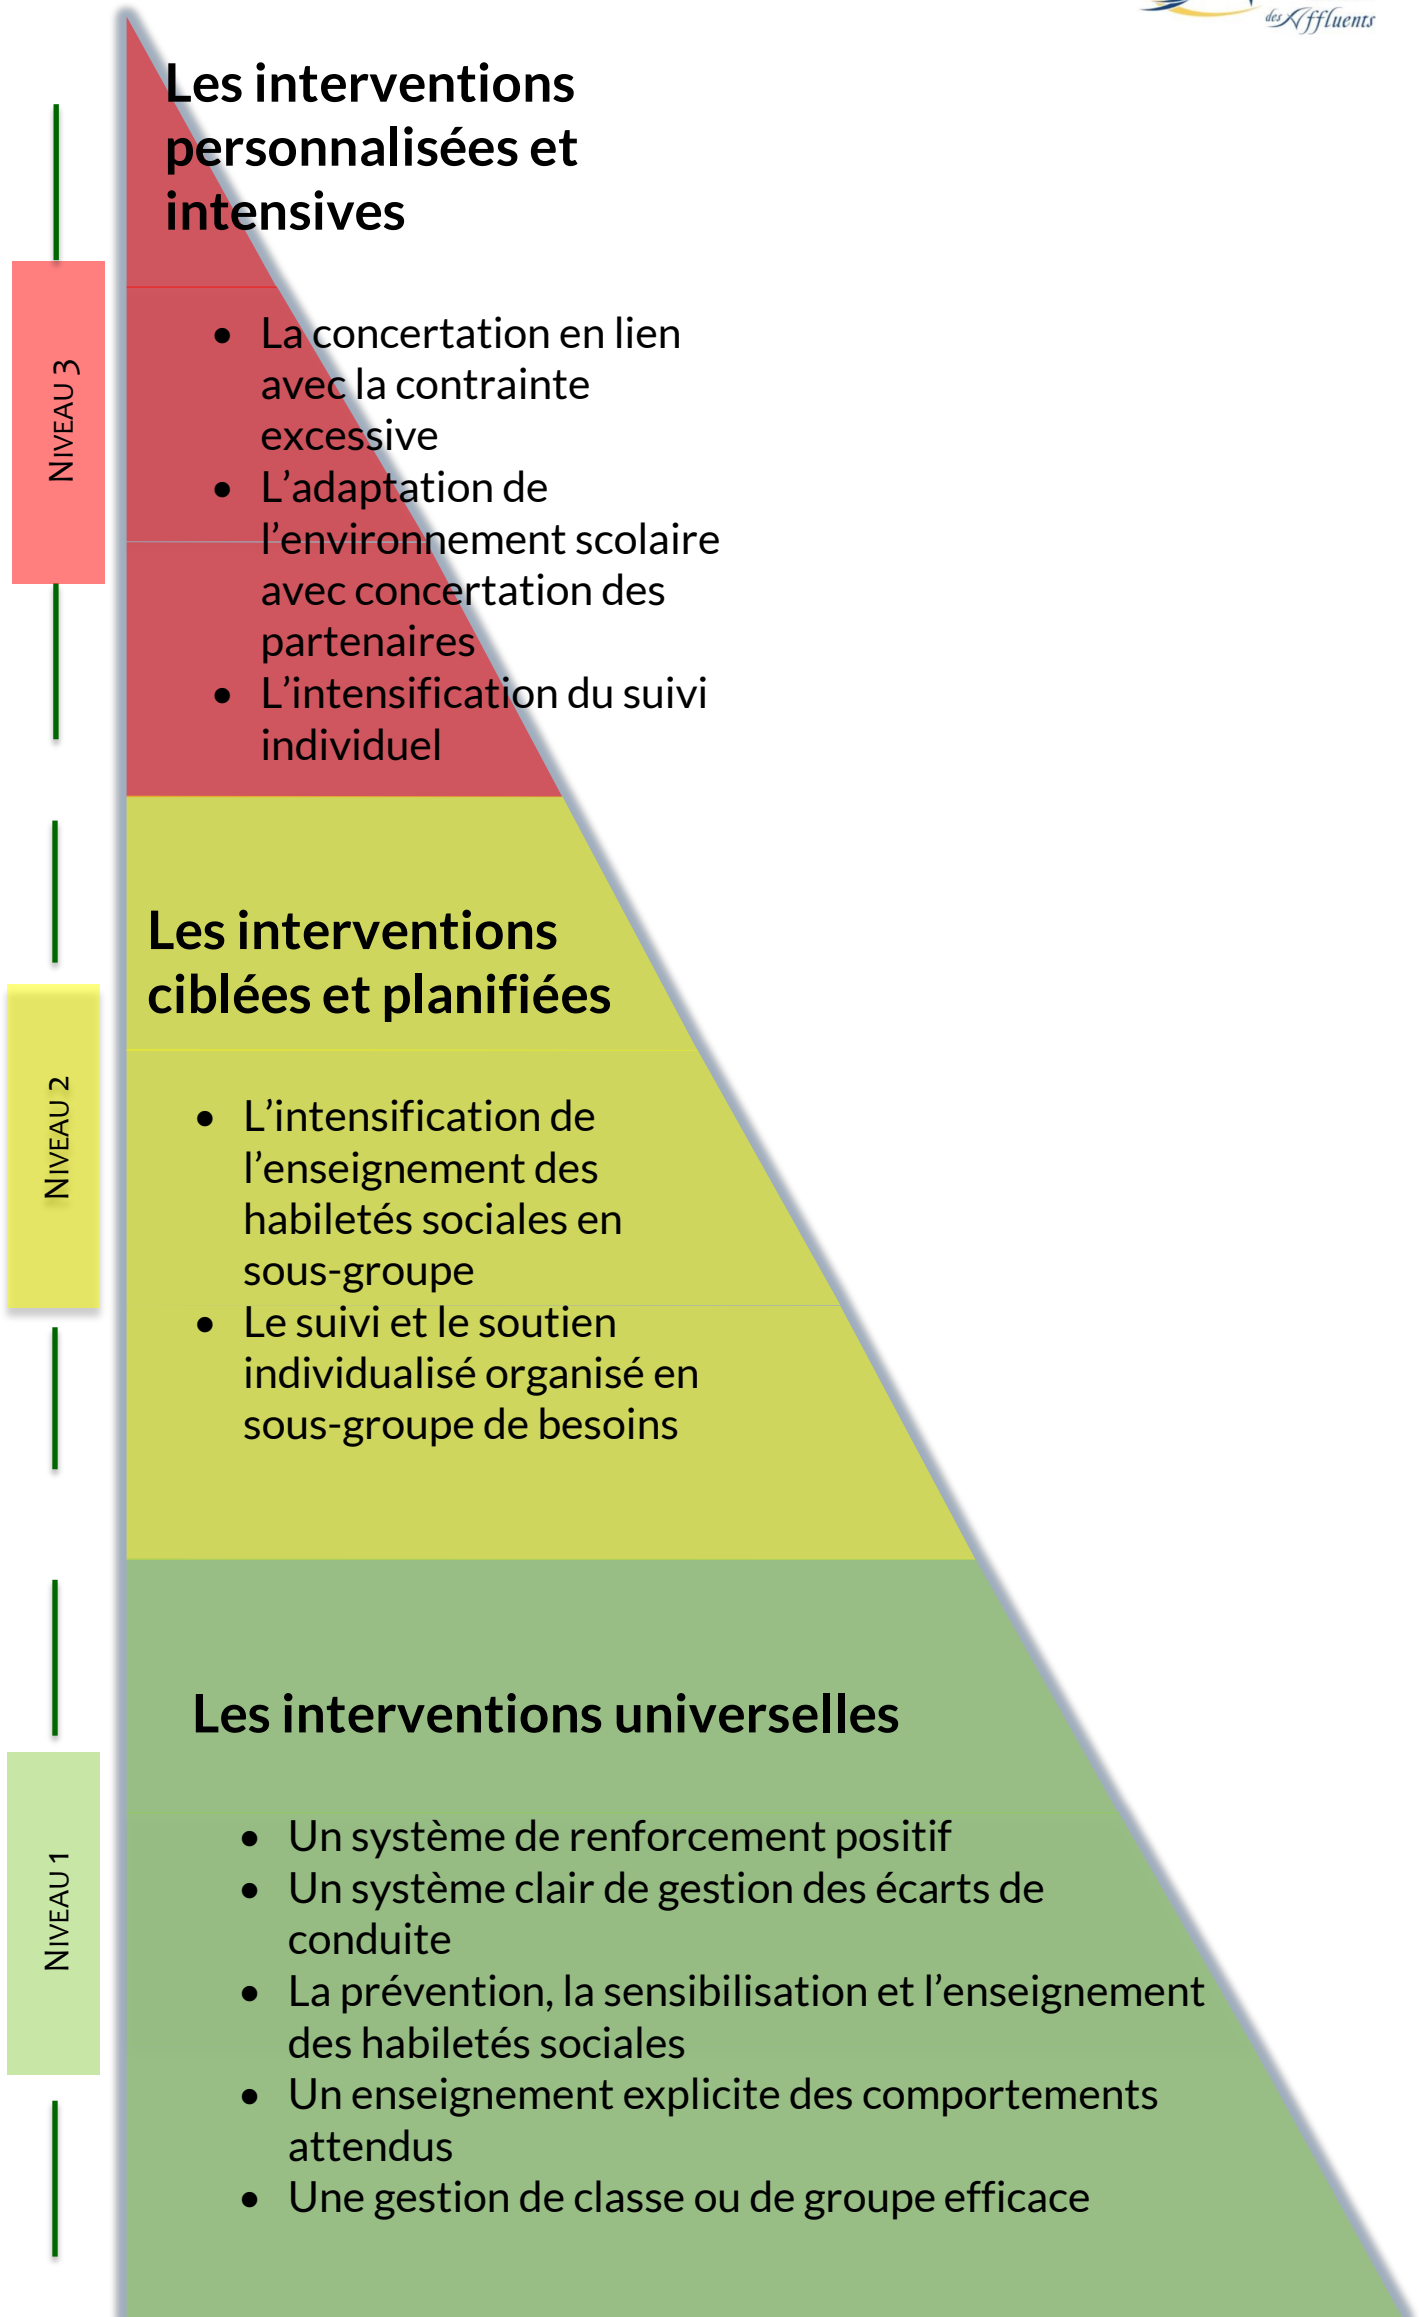 des Affluents
Les interventions
personnalisées et
intensives
NIVEAU 3
• La concertation en lien
avec la contrainte
excessive
• L’adaptation de
l’environnement scolaire
avec concertation des
partenaires
• L’intensification du suivi
individuel
Les interventions
ciblées et planifiées
NIVEAU 2
• L’intensification de
l’enseignement des
habiletés sociales en
sous-groupe
• Le suivi et le soutien
individualisé organisé en
sous-groupe de besoins
Les interventions universelles
NIVEAU 1
• Un système de renforcement positif
• Un système clair de gestion des écarts de
conduite
• La prévention, la sensibilisation et l’enseignement
des habiletés sociales
• Un enseignement explicite des comportements
attendus
• Une gestion de classe ou de groupe efficace